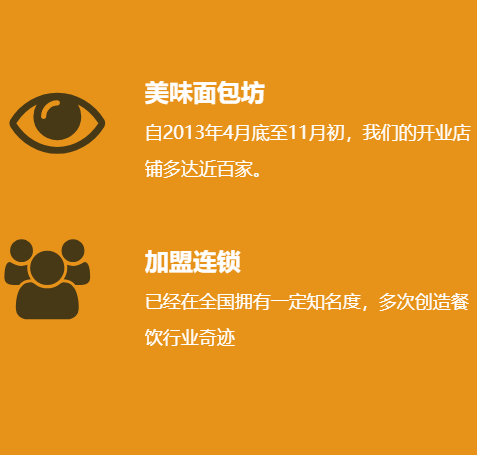 美味面包坊
自2013年4月底至11月初，我们的开业店
铺多达近百家。
加盟连锁
已经在全国拥有一定知名度，多次创造餐
饮行业奇迹